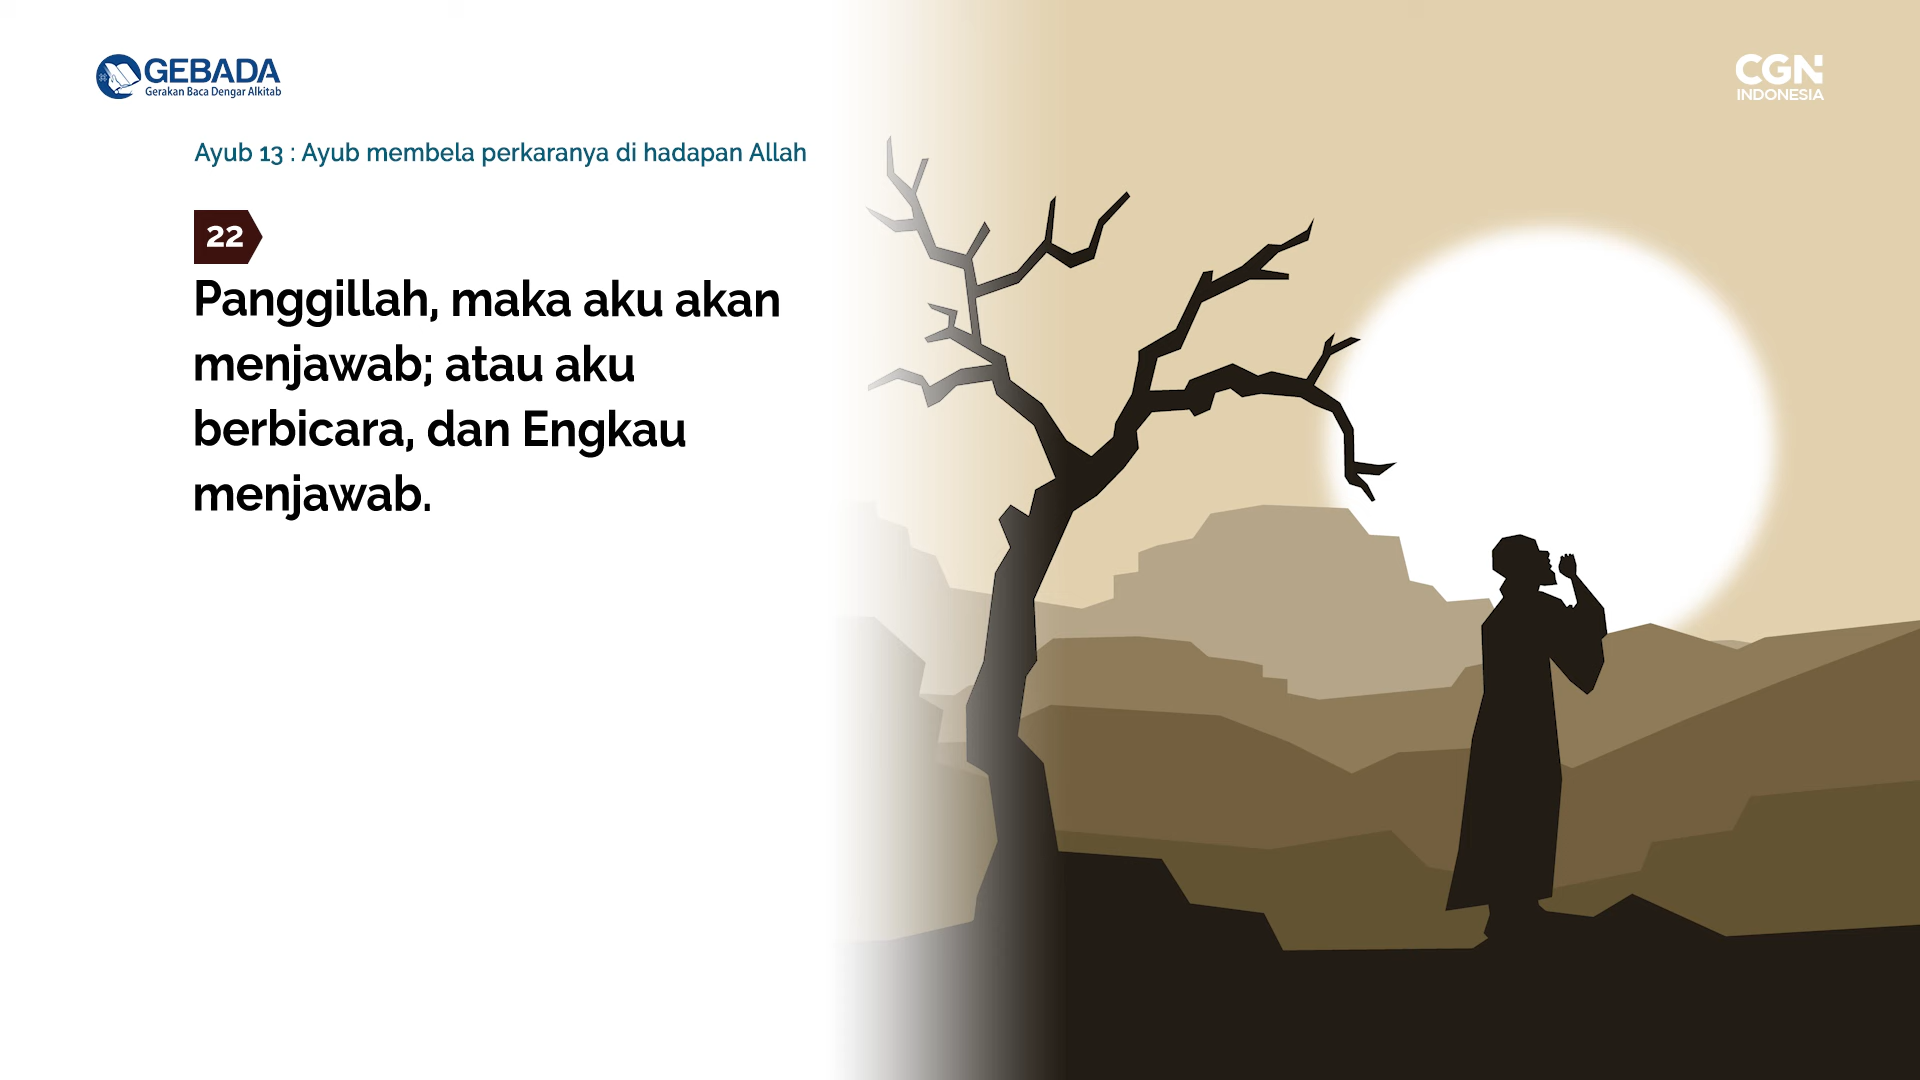 GEBADA
Gerakan Baca Dengar Alkitab
CGN
INDONESIA
Ayub 13 : Ayub membela perkaranya di hadapan Allah
22
Panggillah, maka aku akan
menjawab; atau aku
berbicara, dan Engkau
menjawab.